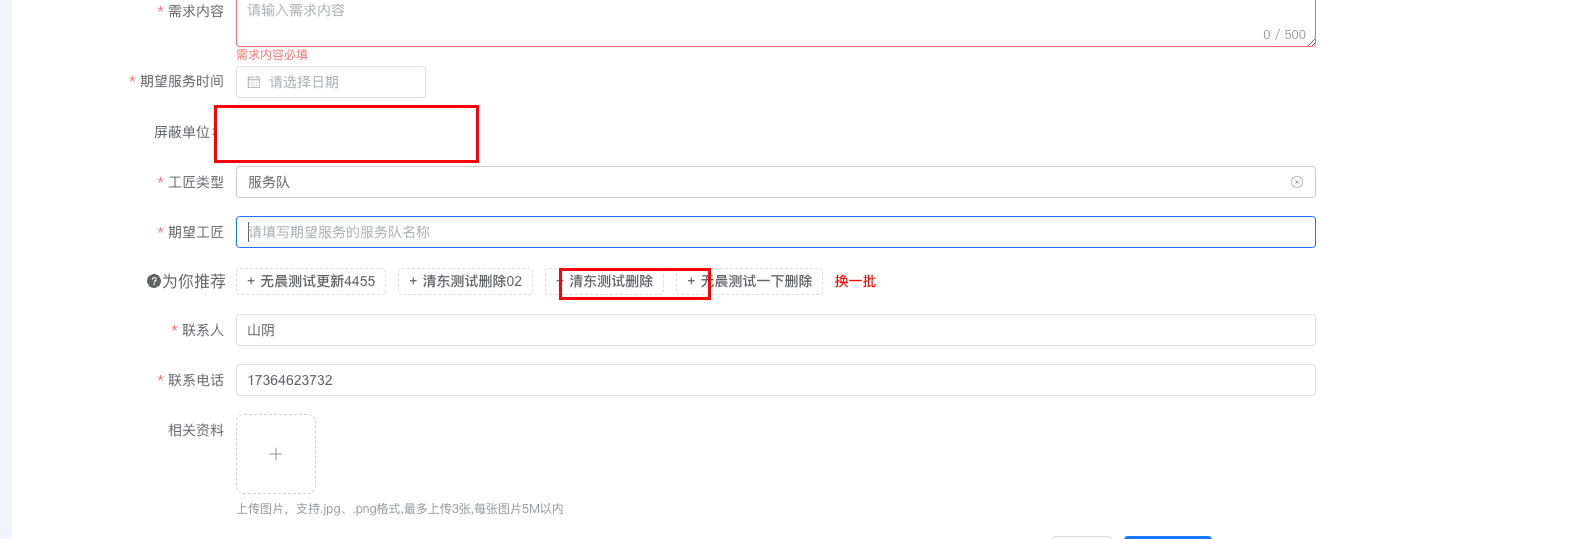 * 需求内容 请输入需求内容
0 / 500
需求内容必填
* 期望服务时间 请选择日期
屏蔽单位:
* 工匠类型 服务队
* 期望工匠 请填写期望服务的服务队名称
?为你推荐 + 无晨测试更新4455 + 清东测试删除02 + 清东测试删除 + 无晨测试一下删除 换一批
* 联系人 山阴
* 联系电话 17364623732
相关资料
上传图片，支持.jpg、.png格式,最多上传3张,每张图片5M以内